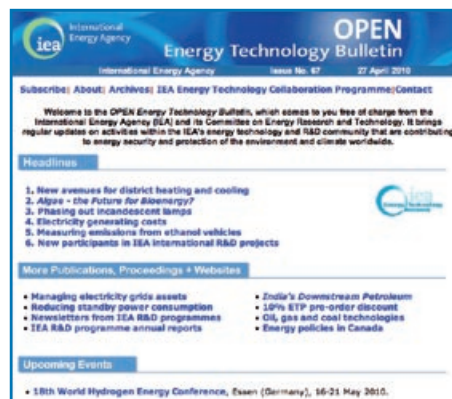 iea
International
Energy Agency
OPEN
Energy Technology Bulletin
International Energy Agency Issue No. 67 27 April 2010
Subscribe| About| Archives| IEA Energy Technology Collaboration Programme|Contact
Welcome to the OPEN Energy Technology Bulletin, which comes to you free of charge from the
International Energy Agency (IEA) and its Committee on Energy Research and Technology. It brings
regular updates on activities within the IEA's energy technology and R&D community that are contributing
to energy security and protection of the environment and climate worldwide.
Headlines
1. New avenues for district heating and cooling
2. Algae - the Future for Bioenergy?
3. Phasing out incandescent lamps
4. Electricity generating costs
5. Measuring emissions from ethanol vehicles
6. New participants in IEA international R&D projects
iea
More Publications, Proceedings + Websites
• Managing electricity grids assets
• Reducing standby power consumption
• Newsletters from IEA R&D programmes
• IEA R&D programme annual reports
• India's Downstream Petroleum
• 10% ETP pre-order discount
• Oil, gas and coal technologies
• Energy policies in Canada
Upcoming Events
• 18th World Hydrogen Energy Conference, Essen (Germany), 16-21 May 2010.